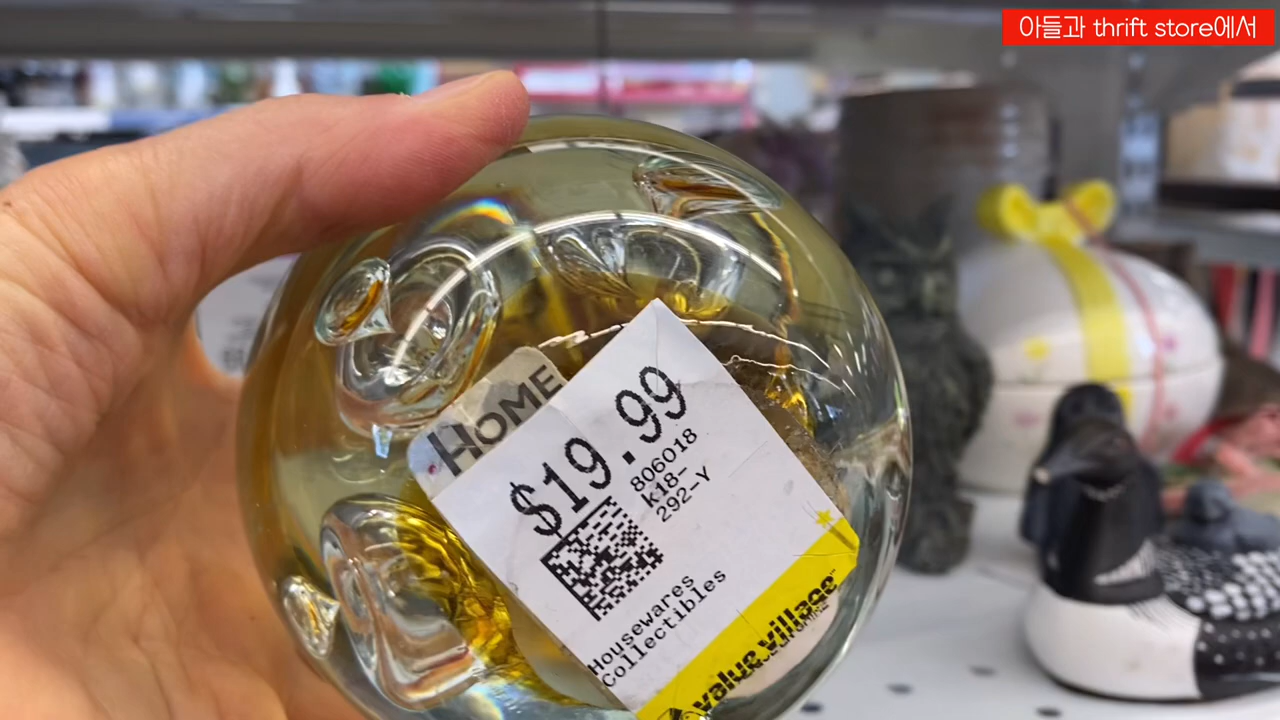 아들과 thrift store에서
HOME
$19.99
806018
k18-
292-Y
Housewares
Collectibles
value village™